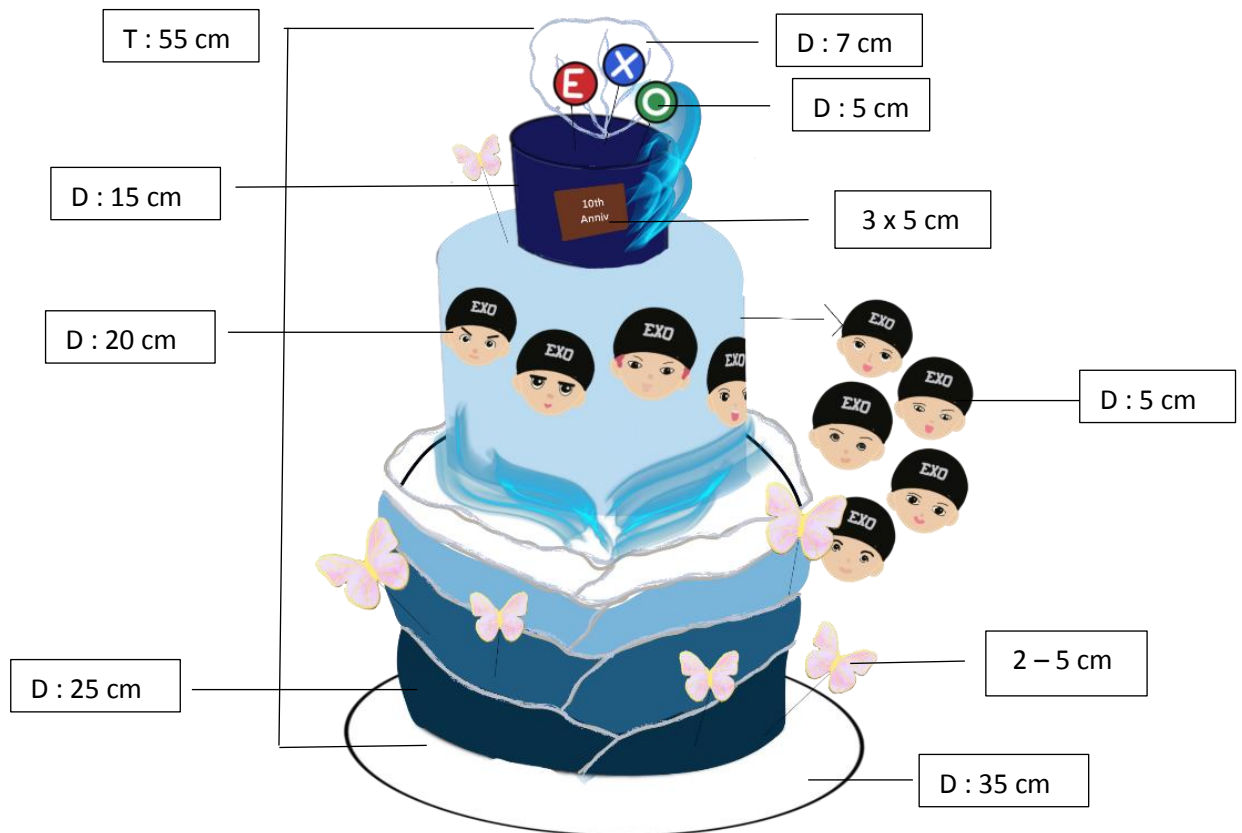 T : 55 cm
D : 7 cm
E
X
O
D : 5 cm
D : 15 cm
10th
Anniv
3 x 5 cm
D : 20 cm
EXO
EXO
EXO
EXO
EXO
EXO
EXO
EXO
EXO
D : 5 cm
2 – 5 cm
D : 25 cm
D : 35 cm